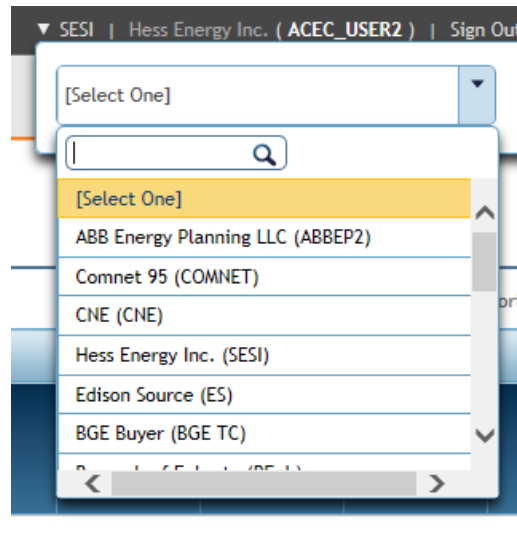 ▼ SESI | Hess Energy Inc. ( ACEC_USER2 ) | Sign Out
[Select One]
[Select One]
ABB Energy Planning LLC (ABBEP2)
Comnet 95 (COMNET)
CNE (CNE)
Hess Energy Inc. (SESI)
Edison Source (ES)
BGE Buyer (BGE TC)